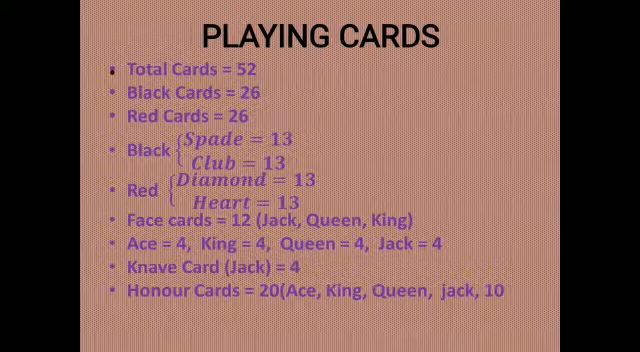 PLAYING CARDS
• Total Cards = 52
• Black Cards = 26
• Red Cards = 26
• Black { Spade = 13
Club = 13
• Red { Diamond = 13
Heart = 13
• Face cards = 12 (Jack, Queen, King)
• Ace = 4, King = 4, Queen = 4, Jack = 4
• Knave Card (Jack) = 4
• Honour Cards = 20(Ace, King, Queen, jack, 10